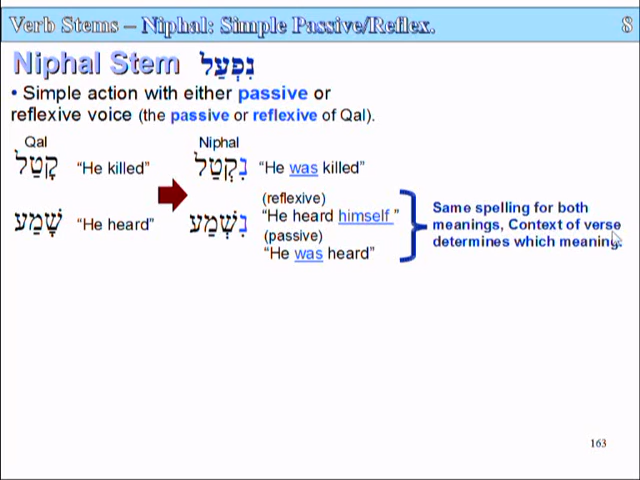 Verb Stems – Niphal: Simple Passive/Reflex. 8
Niphal Stem נִפְעַל
• Simple action with either passive or
reflexive voice (the passive or reflexive of Qal).
Qal Niphal
קָטַל "He killed" נִקְטַל "He was killed"
(reflexive)
שָׁמַע "He heard" נִשְׁמַע "He heard himself "
(passive)
"He was heard"
Same spelling for both
meanings, Context of verse
determines which meaning.
163